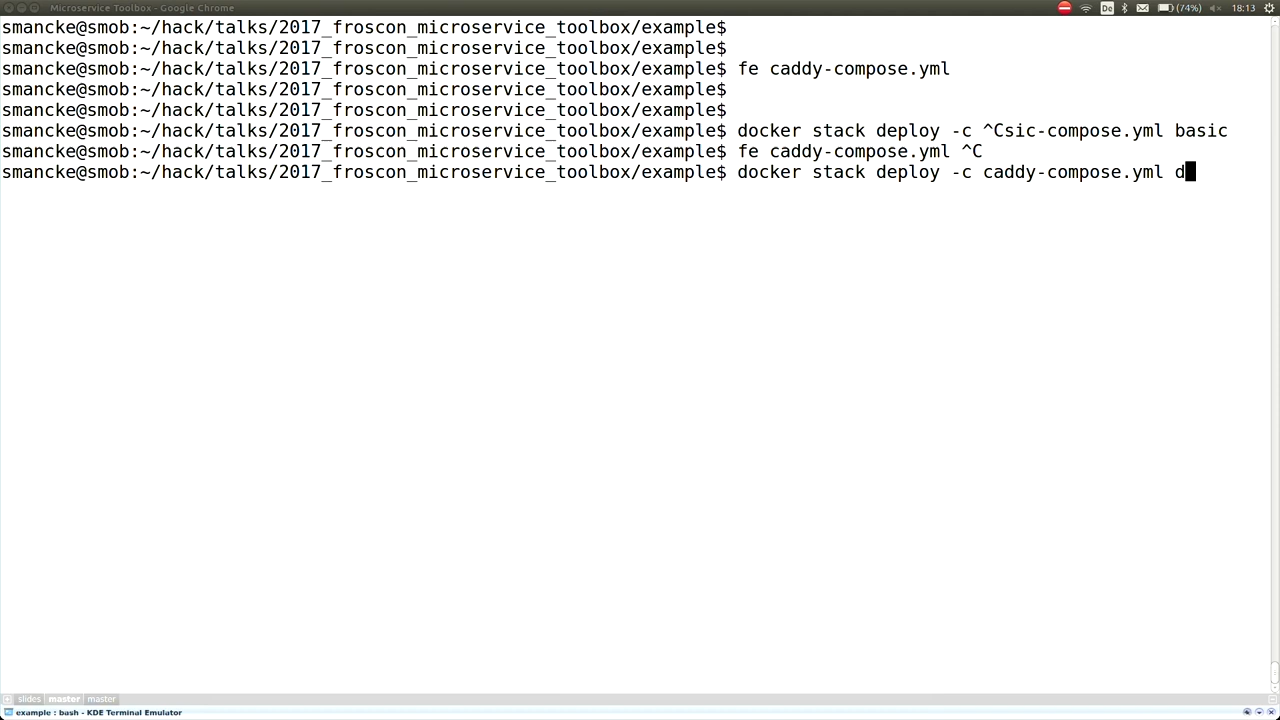 Microservice Toolbox - Google Chrome
De
(74%)
18:13
smancke@smob:~/hack/talks/2017_froscon_microservice_toolbox/example$
smancke@smob:~/hack/talks/2017_froscon_microservice_toolbox/example$
smancke@smob:~/hack/talks/2017_froscon_microservice_toolbox/example$ fe caddy-compose.yml
smancke@smob:~/hack/talks/2017_froscon_microservice_toolbox/example$
smancke@smob:~/hack/talks/2017_froscon_microservice_toolbox/example$
smancke@smob:~/hack/talks/2017_froscon_microservice_toolbox/example$ docker stack deploy -c ^Csic-compose.yml basic
smancke@smob:~/hack/talks/2017_froscon_microservice_toolbox/example$ fe caddy-compose.yml ^C
smancke@smob:~/hack/talks/2017_froscon_microservice_toolbox/example$ docker stack deploy -c caddy-compose.yml d
slides master master
example : bash - KDE Terminal Emulator